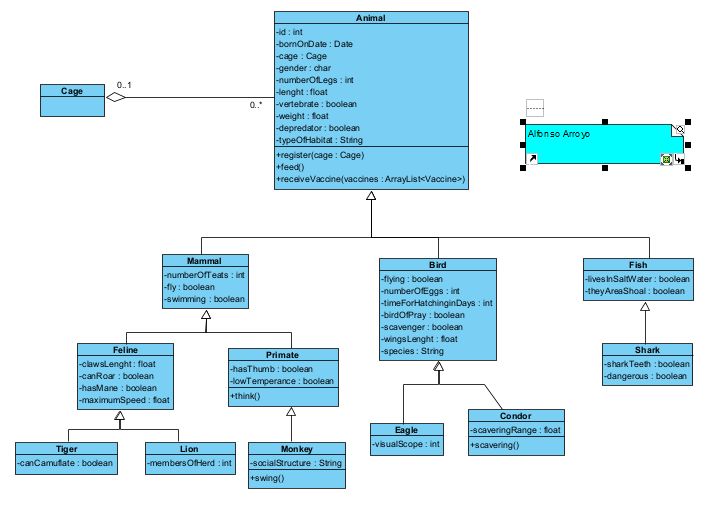 Animal
-id : int
-bornOnDate : Date
-cage : Cage
-gender : char
-numberOfLegs : int
-lenght : float
-vertebrate : boolean
-weight : float
-depredator : boolean
-typeOfHabitat : String
+register(cage : Cage)
+feed()
+receiveVaccine(vaccines : ArrayList<Vaccine>)
Cage
0..1
0..*
Alfonso Arroyo
Mammal
-numberOfTeats : int
-fly : boolean
-swimming : boolean
Bird
-flying : boolean
-numberOfEggs : int
-timeForHatchinginDays : int
-birdOfPray : boolean
-scavenger : boolean
-wingsLenght : float
-species : String
Fish
-livesInSaltWater : boolean
-theyAreaShoal : boolean
Feline
-clawsLenght : float
-canRoar : boolean
-hasMane : boolean
-maximumSpeed : float
Primate
-hasThumb : boolean
-lowTemperance : boolean
+think()
Shark
-sharkTeeth : boolean
-dangerous : boolean
Tiger
-canCamuflate : boolean
Lion
-membersOfHerd : int
Monkey
-socialStructure : String
+swing()
Eagle
-visualScope : int
Condor
-scaveringRange : float
+scavering()